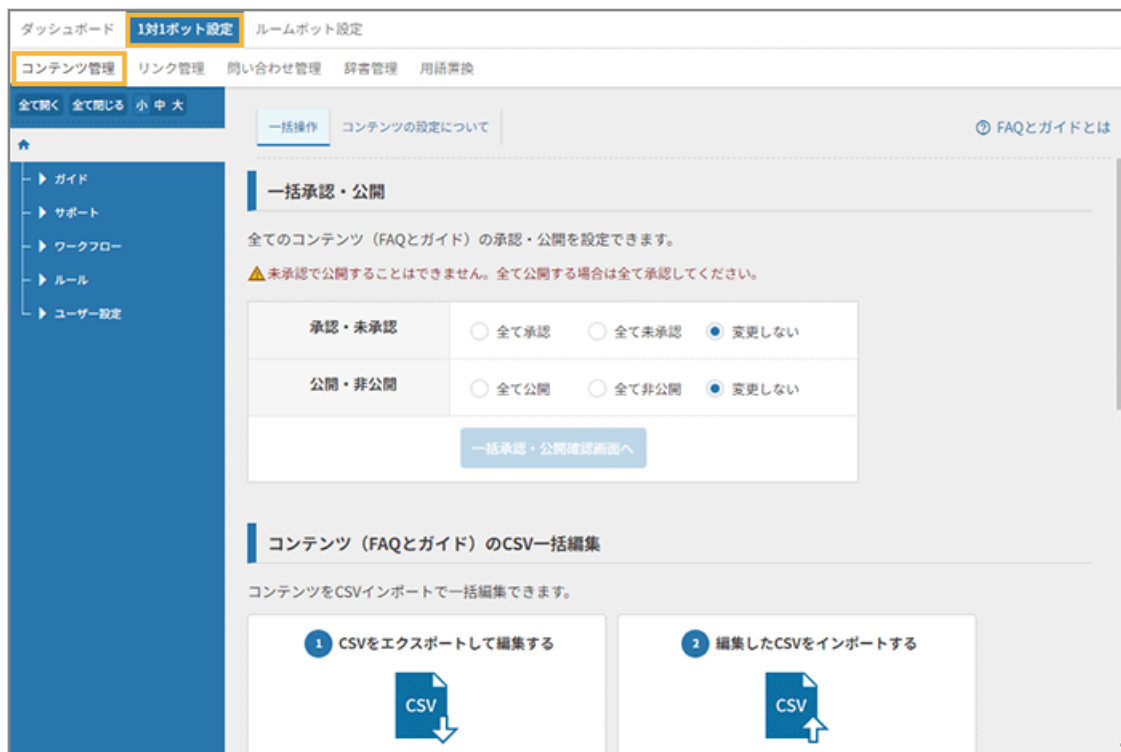 ダッシュボード 1対1ボット設定 ルームボット設定
コンテンツ管理 リンク管理 問い合わせ管理 辞書管理 用語置換
全て開く 全て閉じる 小 中 大
一括操作 コンテンツの設定について
FAQとガイドとは
ガイド
サポート
ワークフロー
ルール
ユーザー設定
一括承認・公開
全てのコンテンツ（FAQとガイド）の承認・公開を設定できます。
未承認で公開することはできません。全て公開する場合は全て承認してください。
承認・未承認 全て承認 全て未承認 変更しない
公開・非公開 全て公開 全て非公開 変更しない
一括承認・公開確認画面へ
コンテンツ（FAQとガイド）のCSV一括編集
コンテンツをCSVインポートで一括編集できます。
1 CSVをエクスポートして編集する
CSV
2 編集したCSVをインポートする
CSV